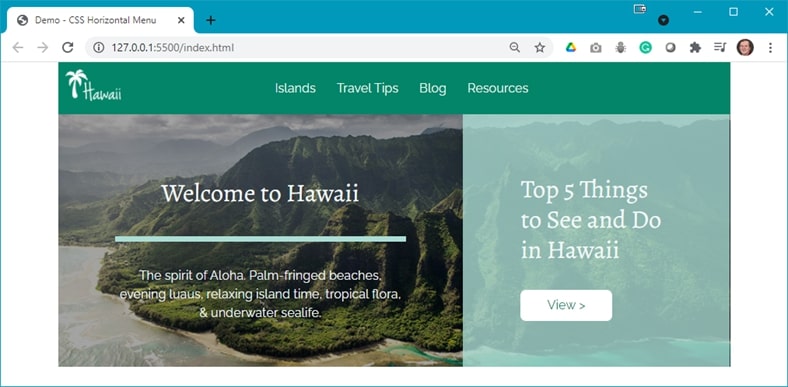 Demo - CSS Horizontal Menu
127.0.0.1:5500/index.html
Hawaii
Islands Travel Tips Blog Resources
Welcome to Hawaii
The spirit of Aloha. Palm-fringed beaches,
evening luaus, relaxing island time, tropical flora,
& underwater sealife.
Top 5 Things
to See and Do
in Hawaii
View >